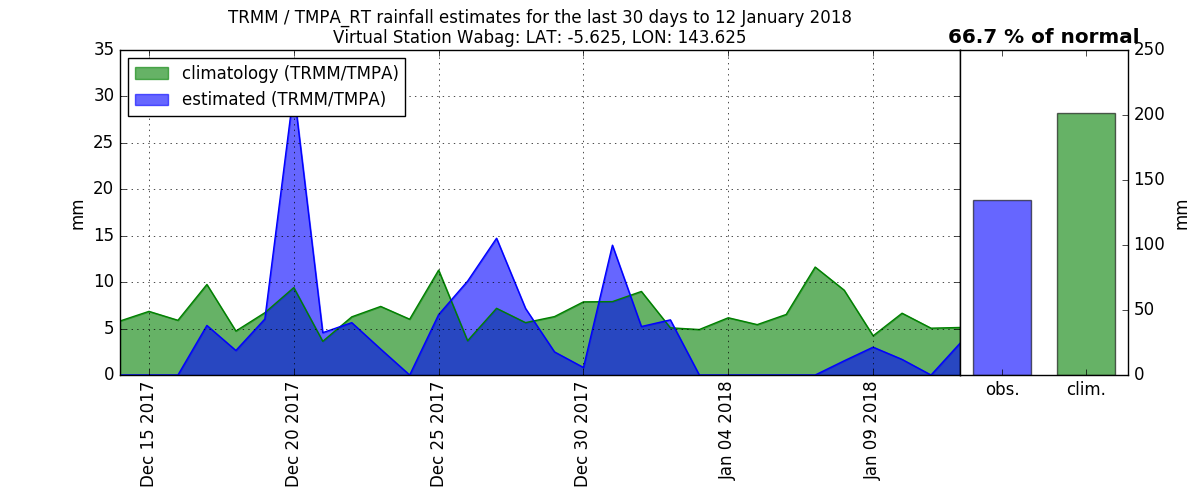 TRMM / TMPA_RT rainfall estimates for the last 30 days to 12 January 2018
Virtual Station Wabag: LAT: -5.625, LON: 143.625
66.7 % of normal
climatology (TRMM/TMPA)
estimated (TRMM/TMPA)
35
30
25
20
15
10
5
0
mm
Dec 15 2017
Dec 20 2017
Dec 25 2017
Dec 30 2017
Jan 04 2018
Jan 09 2018
250
200
150
100
50
0
mm
obs.
clim.